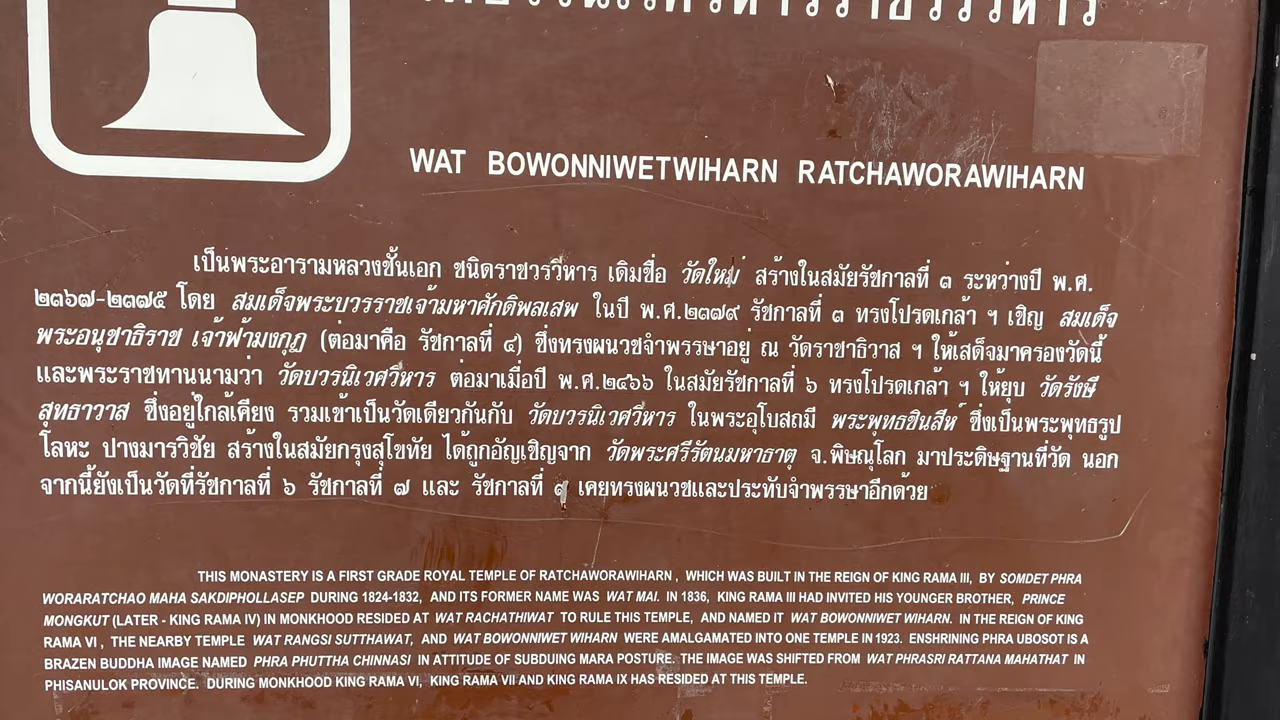 WAT BOWONNIWETWIHARN RATCHAWORAWIHARN
เป็นพระอารามหลวงชั้นเอก ชนิดราชวรวิหาร เดิมชื่อ วัดใหม่ สร้างในสมัยรัชกาลที่ ๓ ระหว่างปี พ.ศ.
๒๓๖๗-๒๓๗๕ โดย สมเด็จพระบวรราชเจ้ามหาศักดิพลเสพ ในปี พ.ศ.๒๓๗๙ รัชกาลที่ ๓ ทรงโปรดเกล้า ฯ เชิญ สมเด็จ
พระอนุชาธิราช เจ้าฟ้ามงกุฎ (ต่อมาคือ รัชกาลที่ ๔) ซึ่งทรงผนวชจำพรรษาอยู่ ณ วัดราชาธิวาส ฯ ให้เสด็จมาครองวัดนี้
และพระราชทานนามว่า วัดบวรนิเวศวิหาร ต่อมาเมื่อปี พ.ศ.๒๔๖๖ ในสมัยรัชกาลที่ ๖ ทรงโปรดเกล้า ฯ ให้ยุบ วัดรังษี
สุทธาวาส ซึ่งอยู่ใกล้เคียง รวมเข้าเป็นวัดเดียวกันกับ วัดบวรนิเวศวิหาร ในพระอุโบสถมี พระพุทธชินสีห์ ซึ่งเป็นพระพุทธรูป
โลหะ ปางมารวิชัย สร้างในสมัยกรุงสุโขทัย ได้ถูกอัญเชิญจาก วัดพระศรีรัตนมหาธาตุ จ.พิษณุโลก มาประดิษฐานที่วัด นอก
จากนี้ยังเป็นวัดที่รัชกาลที่ ๖ รัชกาลที่ ๗ และ รัชกาลที่ ๙ เคยทรงผนวชและประทับจำพรรษาอีกด้วย
THIS MONASTERY IS A FIRST GRADE ROYAL TEMPLE OF RATCHAWORAWIHARN , WHICH WAS BUILT IN THE REIGN OF KING RAMA III, BY SOMDET PHRA
WORARATCHAO MAHA SAKDIPHOLLASEP DURING 1824-1832, AND ITS FORMER NAME WAS WAT MAI. IN 1836, KING RAMA III HAD INVITED HIS YOUNGER BROTHER, PRINCE
MONGKUT (LATER - KING RAMA IV) IN MONKHOOD RESIDED AT WAT RACHATHIWAT TO RULE THIS TEMPLE, AND NAMED IT WAT BOWONNIWET WIHARN. IN THE REIGN OF KING
RAMA VI , THE NEARBY TEMPLE WAT RANGSI SUTTHAWAT, AND WAT BOWONNIWET WIHARN WERE AMALGAMATED INTO ONE TEMPLE IN 1923. ENSHRINING PHRA UBOSOT IS A
BRAZEN BUDDHA IMAGE NAMED PHRA PHUTTHA CHINNASI IN ATTITUDE OF SUBDUING MARA POSTURE. THE IMAGE WAS SHIFTED FROM WAT PHRASRI RATTANA MAHATHAT IN
PHISANULOK PROVINCE. DURING MONKHOOD KING RAMA VI, KING RAMA VII AND KING RAMA IX HAS RESIDED AT THIS TEMPLE.